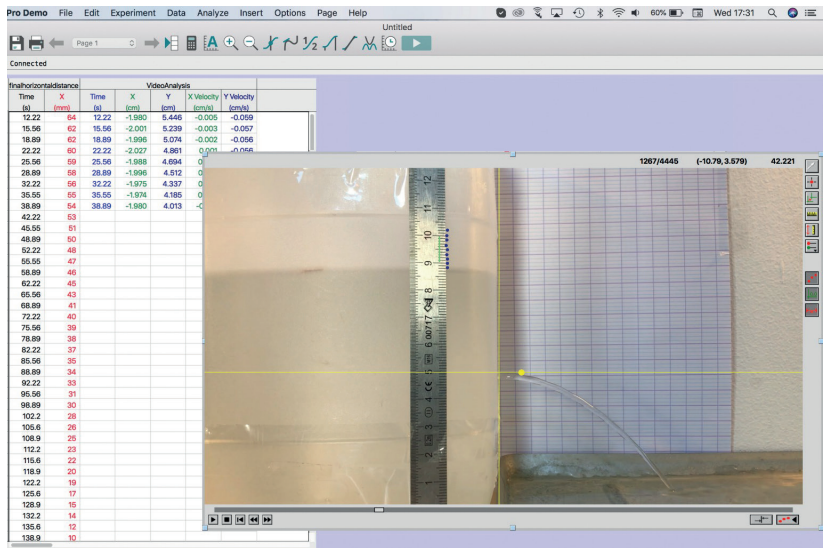 Pro Demo File Edit Experiment Data Analyze Insert Options Page Help 60% Wed 17:31
Untitled
Page 1
Connected
finalhorizontaldistance VideoAnalysis
Time X Time X Y X Velocity Y Velocity
(s) (mm) (s) (cm) (cm) (cm/s) (cm/s)
12.22 64 12.22 -1.980 5.446 -0.005 -0.059
15.56 62 15.56 -2.001 5.239 -0.003 -0.057
18.89 62 18.89 -1.996 5.074 -0.002 -0.056
22.22 60 22.22 -2.027 4.861 0.001 -0.056
25.56 59 25.56 -1.988 4.694 0
28.89 58 28.89 -1.996 4.512 0
32.22 56 32.22 -1.975 4.337 0
35.55 55 35.55 -1.974 4.185 0
38.89 54 38.89 -1.980 4.013 -0
42.22 53
45.55 51
48.89 50
52.22 48
55.55 47
58.89 46
62.22 45
65.56 43
68.89 41
72.22 40
75.56 39
78.89 38
82.22 37
85.56 35
88.89 34
92.22 33
95.56 31
98.89 30
102.2 28
105.6 26
108.9 25
112.2 23
115.6 22
118.9 20
122.2 19
125.6 17
128.9 15
132.2 14
135.6 12
138.9 10
1267/4445 (-10.79, 3.579) 42.221
12
11
10
9
8
6 00717
5
CE
4
3
2
1